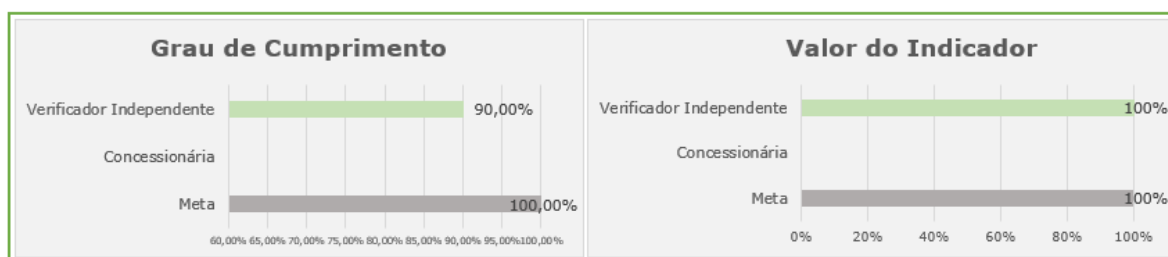 Grau de Cumprimento
Verificador Independente
90,00%
Concessionária
Meta
100,00%
60,00% 65,00% 70,00% 75,00% 80,00% 85,00% 90,00% 95,00% 100,00%
Valor do Indicador
Verificador Independente
100%
Concessionária
Meta
100%
0% 20% 40% 60% 80% 100%